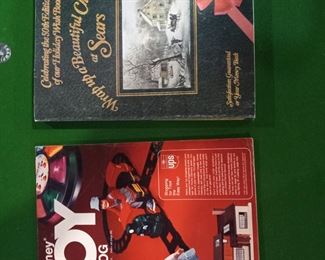 Celebrating the 50th Edition
of our Holiday Wish Book
Wrap up a Beautiful
at Sears
Satisfaction Guaranteed
or Your Money Back
ney
OY
OG
ups